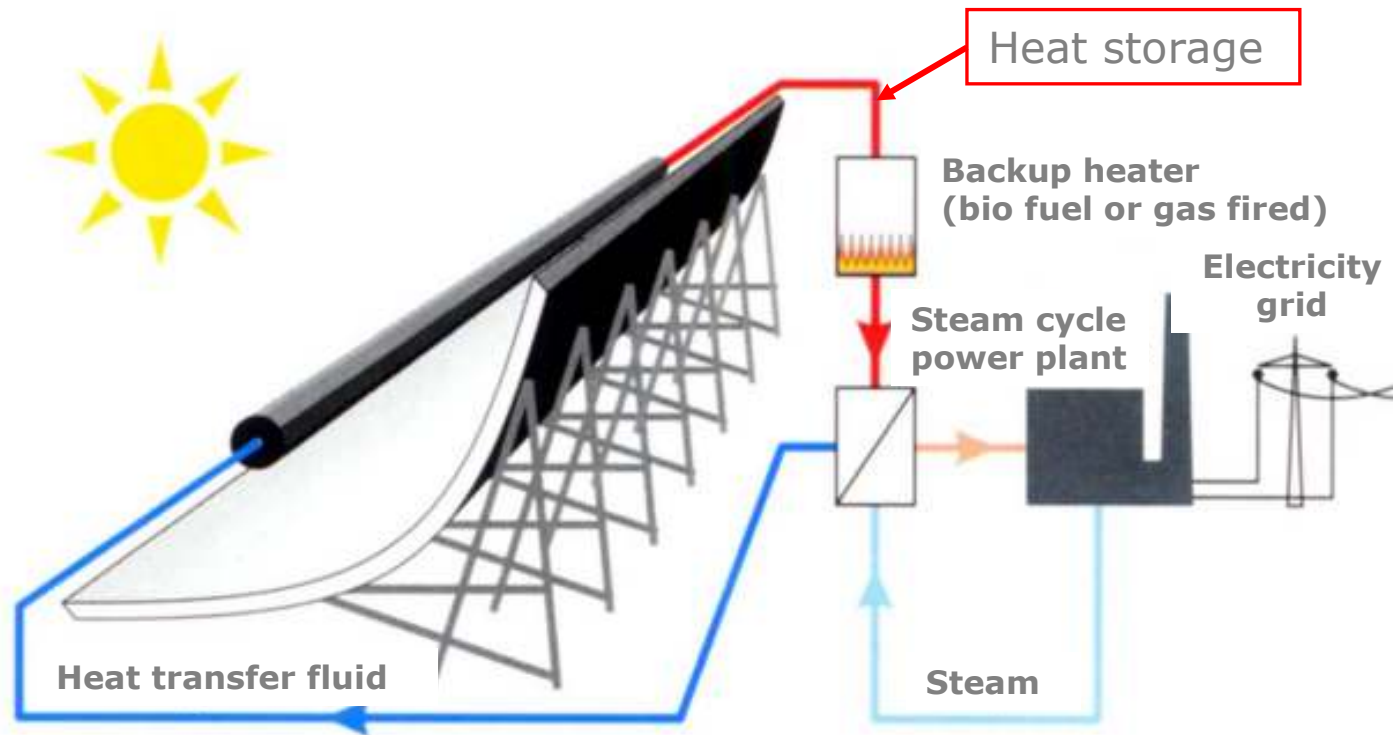 Heat storage
Backup heater
(bio fuel or gas fired)
Electricity
grid
Steam cycle
power plant
Heat transfer fluid
Steam